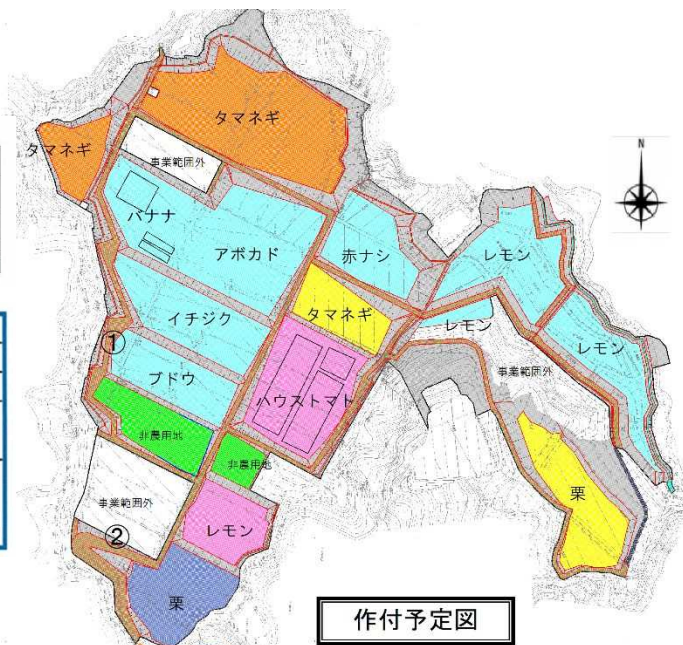 N
タマネギ
タマネギ
事業範囲外
バナナ
アボカド
赤ナシ
レモン
イチジク
タマネギ
レモン
レモン
①
ブドウ
ハウストマト
事業範囲外
非農用地
非農用地
栗
事業範囲外
レモン
②
栗
作付予定図